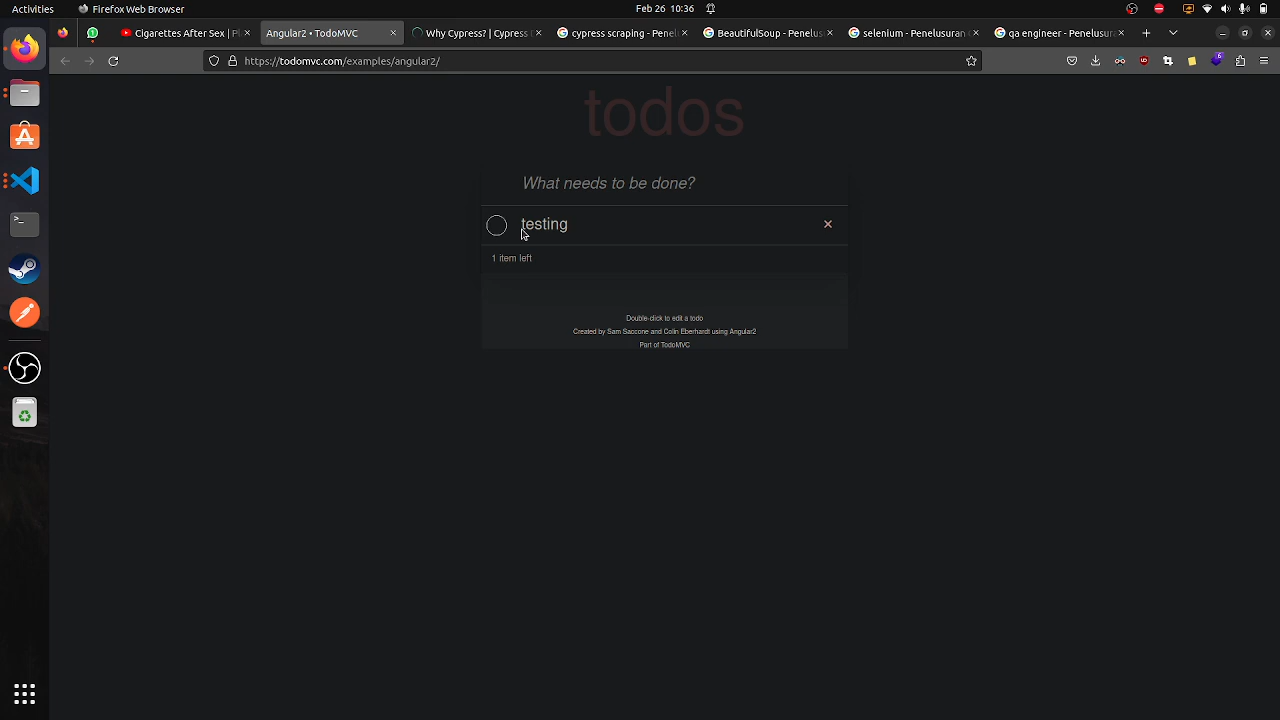 Activities
Firefox Web Browser
Feb 26 10:36
Cigarettes After Sex | Pl
Angular2 • TodoMVC
Why Cypress? | Cypress
cypress scraping - Penel
BeautifulSoup - Penelus
selenium - Penelusuran
qa engineer - Penelusura
https://todomvc.com/examples/angular2/
6
todos
What needs to be done?
testing
1 item left
Double-click to edit a todo
Created by Sam Saccone and Colin Eberhardt using Angular2
Part of TodoMVC